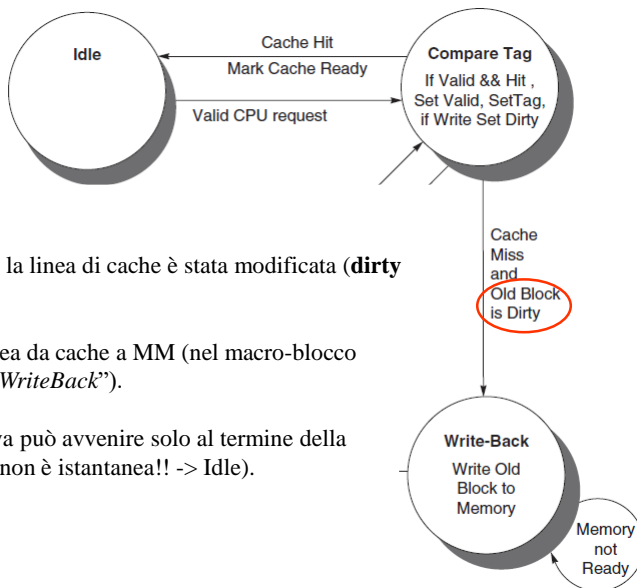 Idle
Cache Hit
Mark Cache Ready
Valid CPU request
Compare Tag
If Valid && Hit ,
Set Valid, SetTag,
if Write Set Dirty
Cache
Miss
and
Old Block
is Dirty
la linea di cache è stata modificata (dirty
ea da cache a MM (nel macro-blocco
WriteBack”).
va può avvenire solo al termine della
non è istantanea!! -> Idle).
Write-Back
Write Old
Block to
Memory
Memory
not
Ready